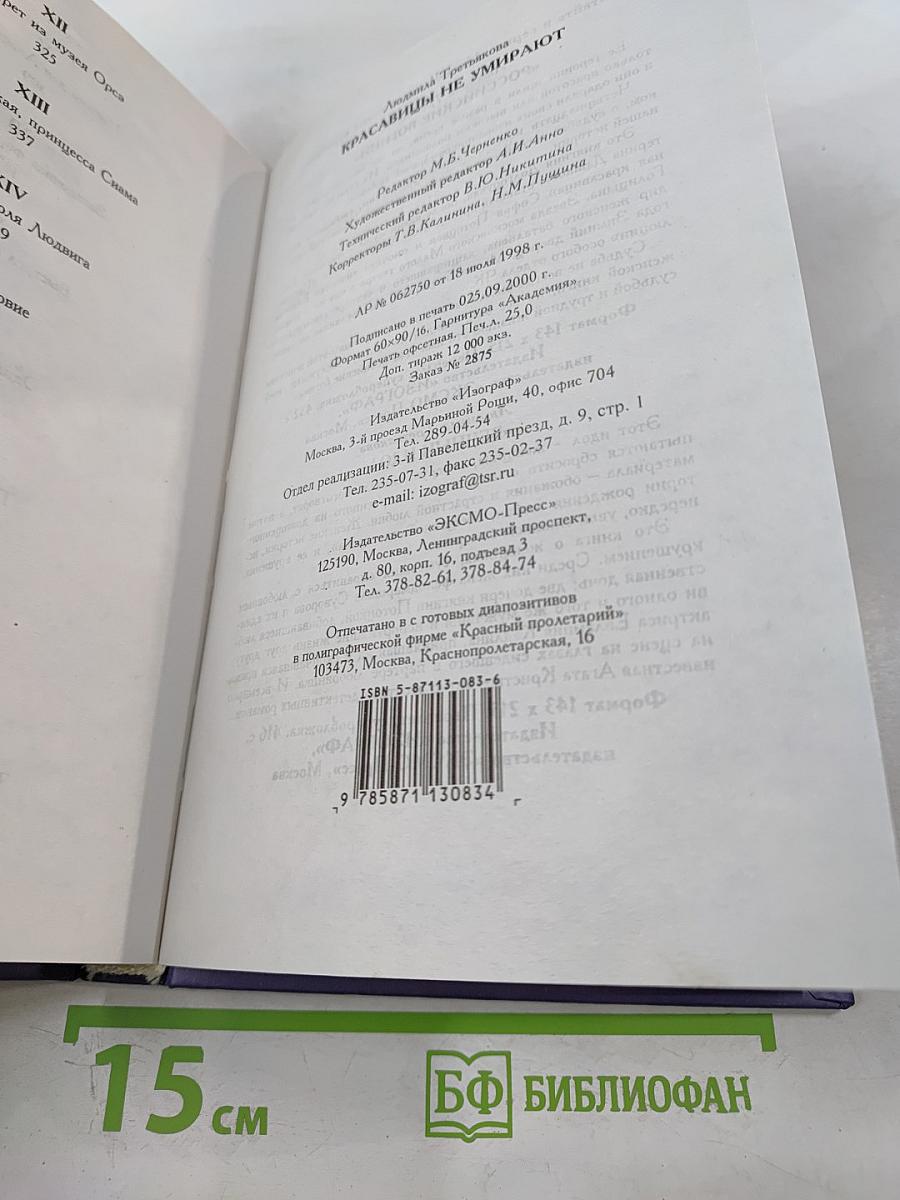 XII
рет из музея Орсэ
325
XIII
кая, принцесса Сиама
337
XIV
оля Людвига
9
овие
Людмила Третьякова
КРАСАВИЦЫ НЕ УМИРАЮТ
Редактор М.Б.Черненко
Художественный редактор А.И.Анно
Технический редактор В.Ю.Никитина
Корректоры Т.В.Калинина, Н.М.Пущина
ЛР № 062750 от 18 июля 1998 г.
Подписано в печать 025.09.2000 г.
Формат 60×90/16. Гарнитура «Академия».
Печать офсетная. Печ.л. 25,0
Доп. тираж 12 000 экз.
Заказ № 2875
Издательство «Изограф»
Москва, 3-й проезд Марьиной Рощи, 40, офис 704
Тел. 289-04-54
Отдел реализации: 3-й Павелецкий презд, д. 9, стр. 1
Тел. 235-07-31, факс 235-02-37
e-mail: izograf@tsr.ru
Издательство «ЭКСМО-Пресс»
125190, Москва, Ленинградский проспект,
д. 80, корп. 16, подъезд 3
Тел. 378-82-61, 378-84-74
Отпечатано в с готовых диапозитивов
в полиграфической фирме «Красный пролетарий»
103473, Москва, Краснопролетарская, 16
ISBN 5-87113-083-6
9 785871 130834
15 см
БФ БИБЛИОФАН